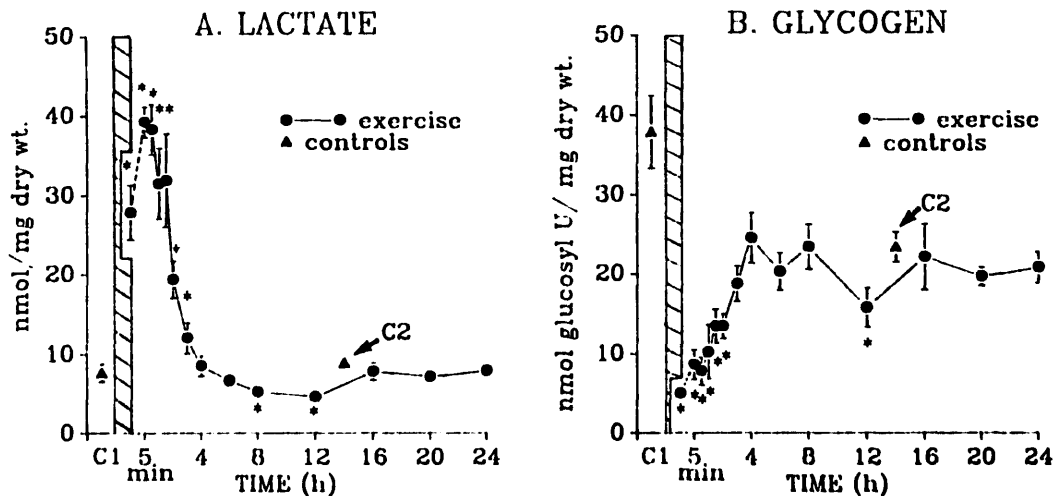 A. LACTATE
nmol/mg dry wt.
50
40
30
20
10
0
exercise
controls
C2
C1 5 4 8 12 16 20 24
min
TIME (h)
B. GLYCOGEN
nmol glucosyl U/ mg dry wt.
50
40
30
20
10
0
exercise
controls
C2
C1 5 4 8 12 16 20 24
min
TIME (h)